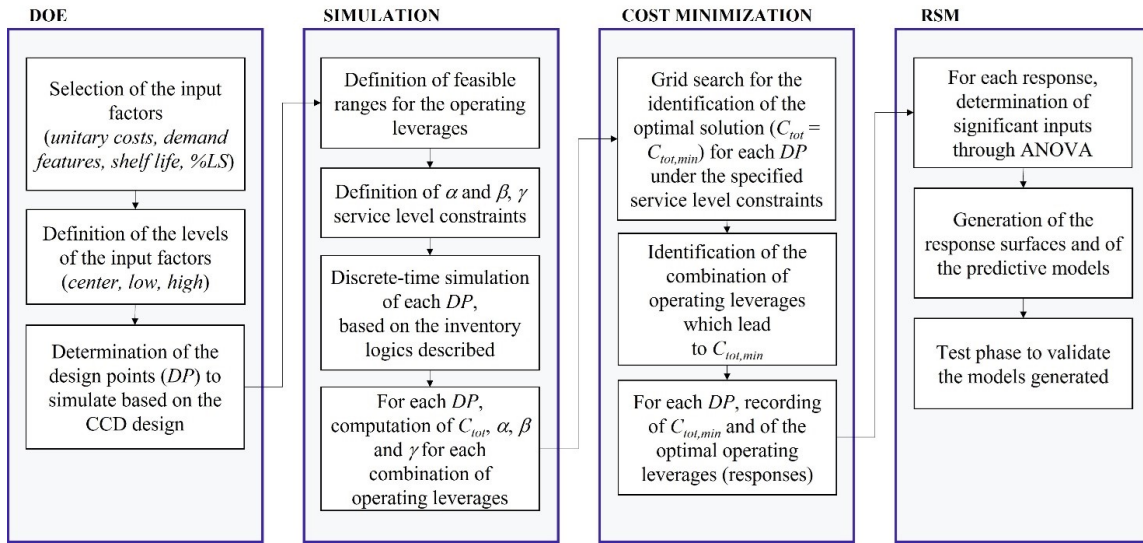 DOE
Selection of the input
factors
(unitary costs, demand
features, shelf life, %LS)
Definition of the levels
of the input factors
(center, low, high)
Determination of the
design points (DP) to
simulate based on the
CCD design
SIMULATION
Definition of feasible
ranges for the operating
leverages
Definition of α and β, γ
service level constraints
Discrete-time simulation
of each DP,
based on the inventory
logics described
For each DP,
computation of Ctot, α, β
and γ for each
combination of
operating leverages
COST MINIMIZATION
Grid search for the
identification of the
optimal solution (Ctot =
Ctot,min) for each DP
under the specified
service level constraints
Identification of the
combination of
operating leverages
which lead
to Ctot,min
For each DP, recording
of Ctot,min and of the
optimal operating
leverages (responses)
RSM
For each response,
determination of
significant inputs
through ANOVA
Generation of the
response surfaces and of
the predictive models
Test phase to validate
the models generated